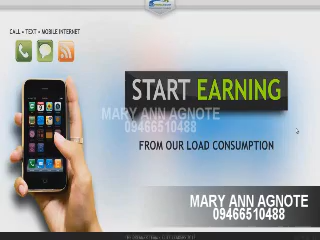 CALL • TEXT • MOBILE INTERNET
START EARNING
MARY ANN AGNOTE
09466510488
FROM OUR LOAD CONSUMPTION
MARY ANN AGNOTE
09466510488